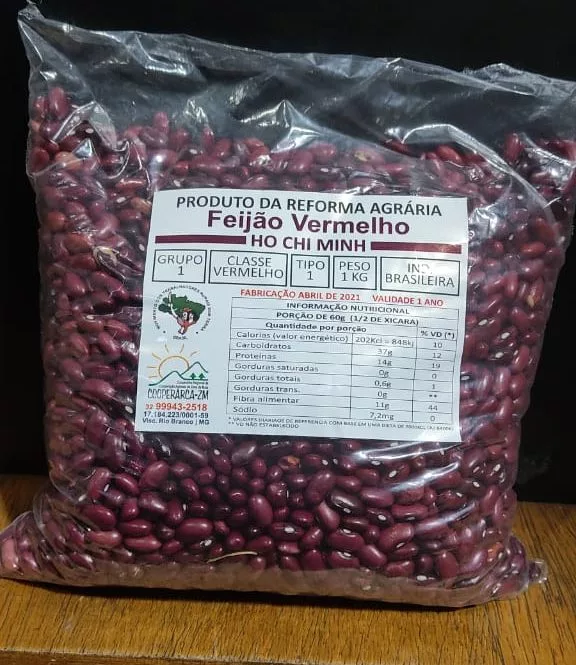 PRODUTO DA REFORMA AGRÁRIA
Feijão Vermelho
HO CHI MINH
GRUPO 1
CLASSE VERMELHO
TIPO 1
PESO 1 KG
IND. BRASILEIRA
FABRICAÇÃO ABRIL DE 2021 VALIDADE 1 ANO
INFORMAÇÃO NUTRICIONAL
PORÇÃO DE 60g (1/2 DE XICARA)
Quantidade por porção % VD (*)
Calorias (valor energético) 202Kcl = 848kj 10
Carboidratos 37g 12
Proteínas 14g 19
Gorduras saturadas 0g 0
Gorduras totais 0,6g 1
Gorduras trans. 0g **
Fibra alimentar 11g 44
Sódio 7,2mg 0
COOPERARCA-ZM
32 99943-2518
17.184.223/0001-59
Visc. Rio Branco | MG